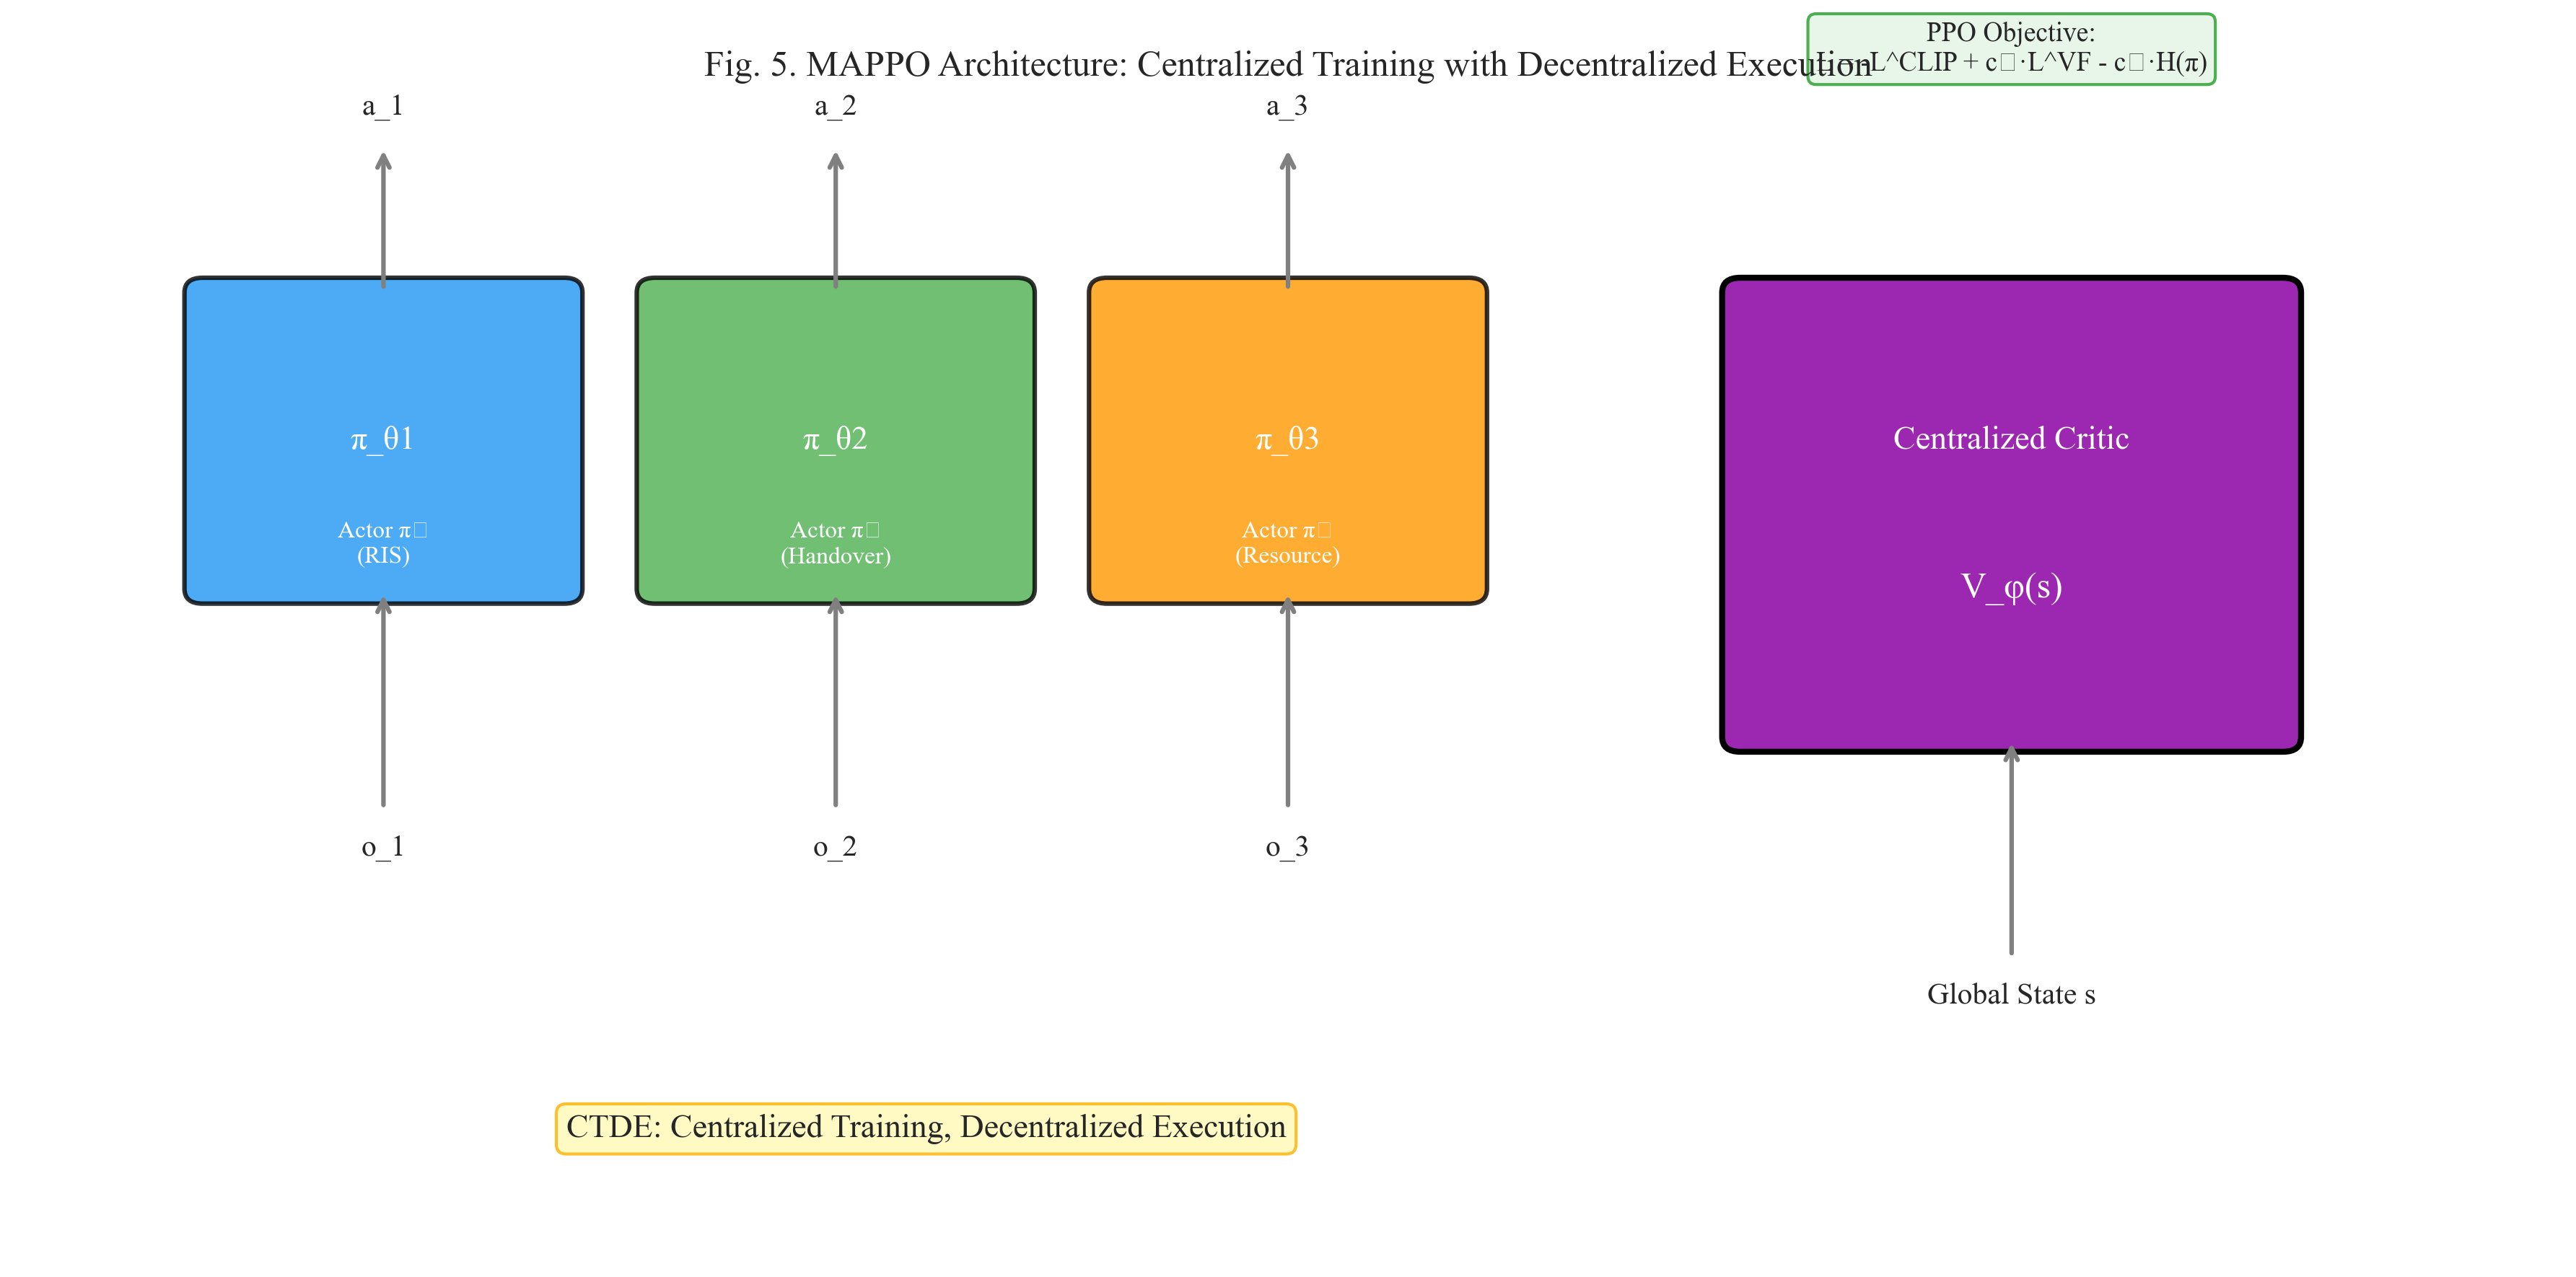 PPO Objective:
L = -L^CLIP + c□·L^VF - c□·H(π)
Fig. 5. MAPPO Architecture: Centralized Training with Decentralized Execution
a_1
a_2
a_3
π_θ1
π_θ2
π_θ3
Centralized Critic
Actor π□
(RIS)
Actor π□
(Handover)
Actor π□
(Resource)
V_φ(s)
o_1
o_2
o_3
Global State s
CTDE: Centralized Training, Decentralized Execution